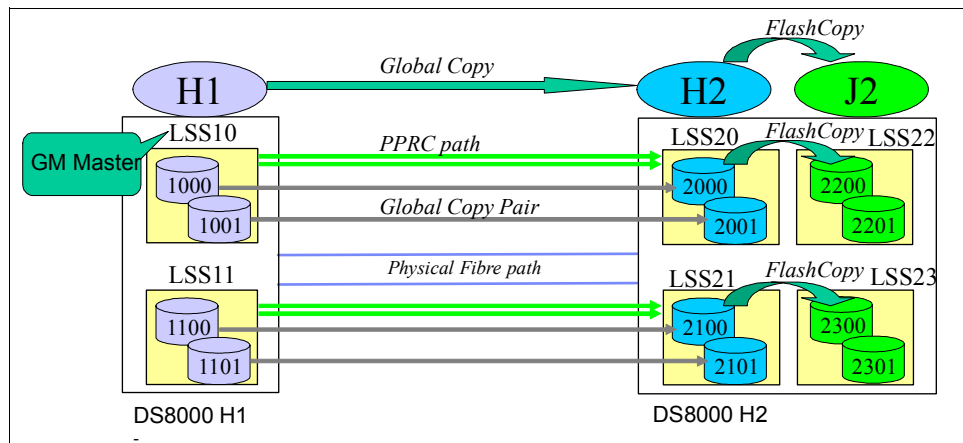 FlashCopy
Global Copy
H1
H2
J2
LSS10
GM Master
PPRC path
LSS20
FlashCopy
LSS22
1000
2000
2200
1001
Global Copy Pair
2001
2201
LSS11
Physical Fibre path
LSS21
FlashCopy
LSS23
1100
2100
2300
1101
2101
2301
DS8000 H1
DS8000 H2
-